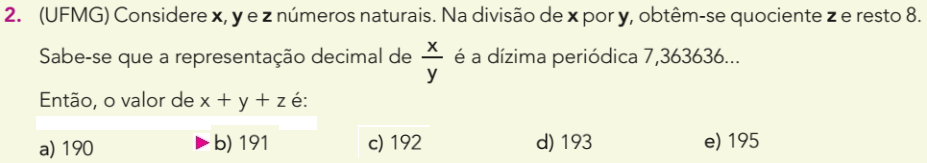 2. (UFMG) Considere x, y e z números naturais. Na divisão de x por y, obtêm-se quociente z e resto 8.
Sabe-se que a representação decimal de x/y é a dízima periódica 7,363636...
Então, o valor de x + y + z é:
a) 190 b) 191 c) 192 d) 193 e) 195